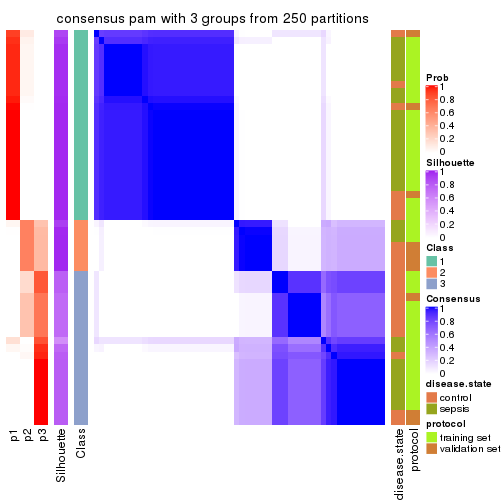 consensus pam with 3 groups from 250 partitions
Prob
1
0.8
0.6
0.4
0.2
0
Silhouette
1
0.8
0.6
0.4
0.2
0
Class
1
2
3
Consensus
1
0.8
0.6
0.4
0.2
0
disease.state
control
sepsis
protocol
training set
validation set
p1
p2
p3
Silhouette
Class
disease.state
protocol